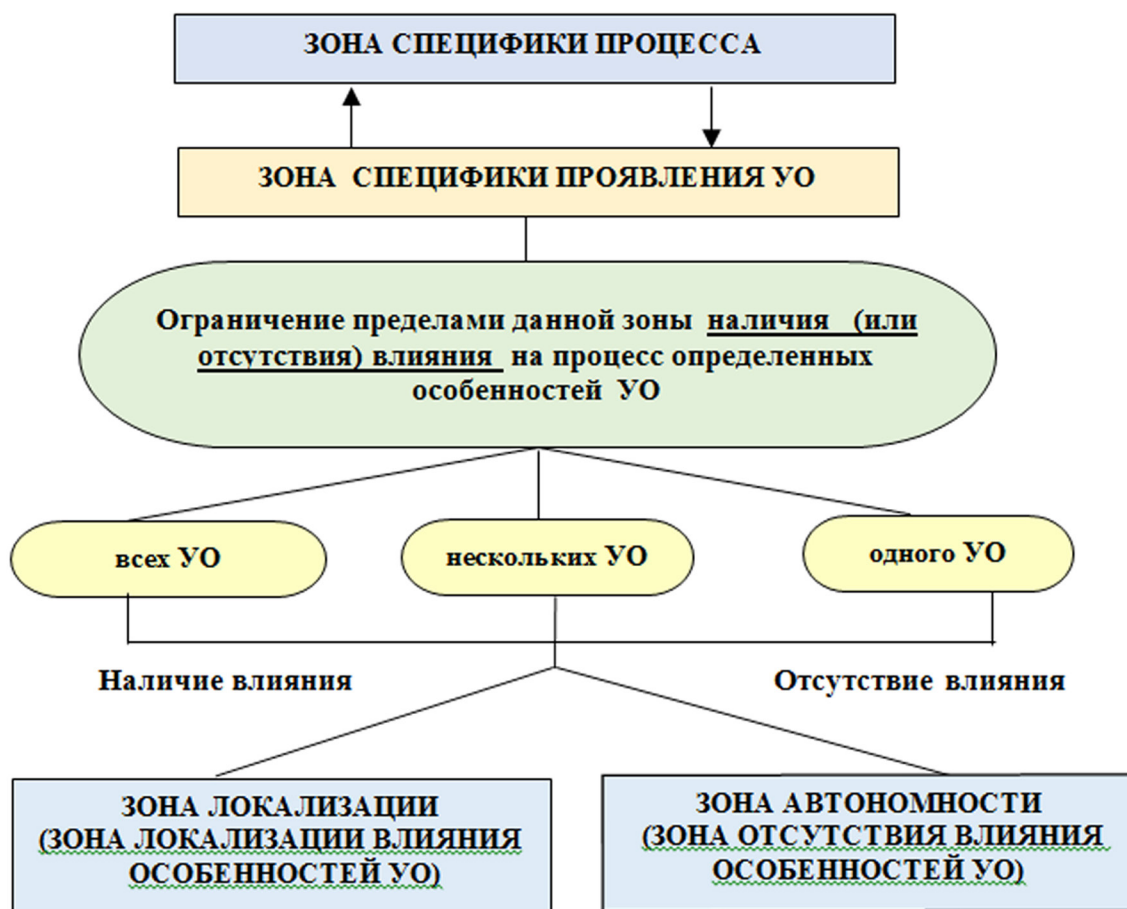 ЗОНА СПЕЦИФИКИ ПРОЦЕССА
ЗОНА СПЕЦИФИКИ ПРОЯВЛЕНИЯ УО
Ограничение пределами данной зоны наличия (или
отсутствия) влияния на процесс определенных
особенностей УО
всех УО
нескольких УО
одного УО
Наличие влияния
Отсутствие влияния
ЗОНА ЛОКАЛИЗАЦИИ
(ЗОНА ЛОКАЛИЗАЦИИ ВЛИЯНИЯ
ОСОБЕННОСТЕЙ УО)
ЗОНА АВТОНОМНОСТИ
(ЗОНА ОТСУТСТВИЯ ВЛИЯНИЯ
ОСОБЕННОСТЕЙ УО)